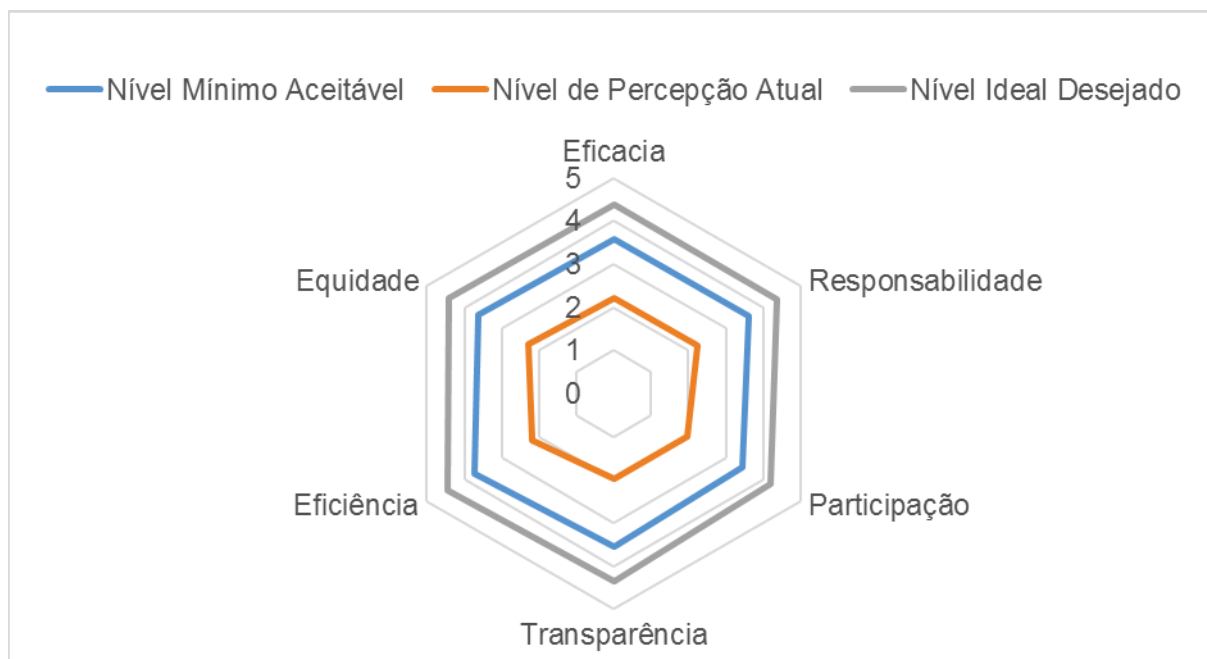 Nível Mínimo Aceitável Nível de Percepção Atual Nível Ideal Desejado
Eficacia
5
4
3
2
1
0
Equidade
Responsabilidade
Eficiência
Participação
Transparência